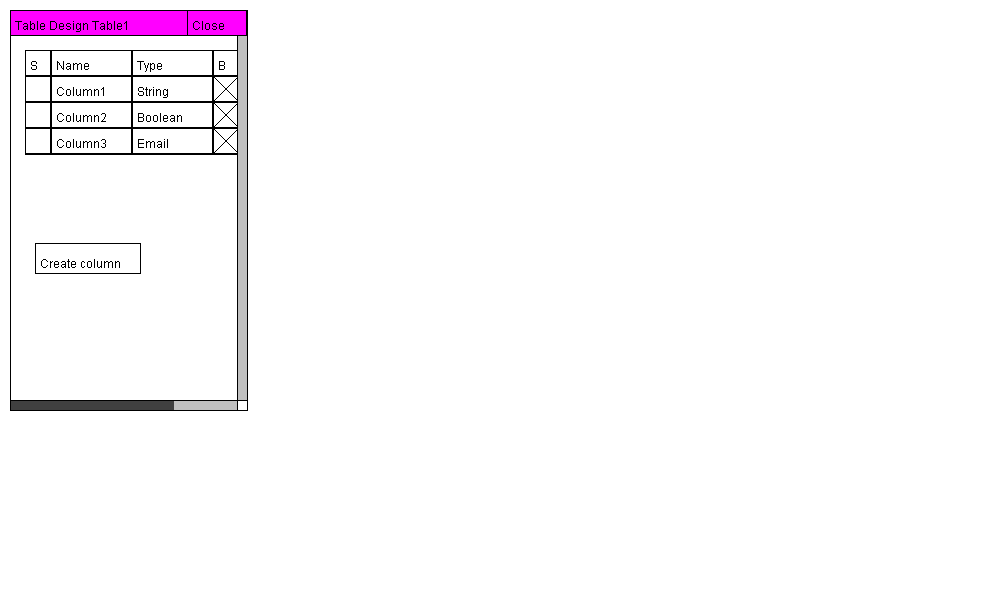 Table Design Table1 Close
S Name Type B
Column1 String
Column2 Boolean
Column3 Email
Create column